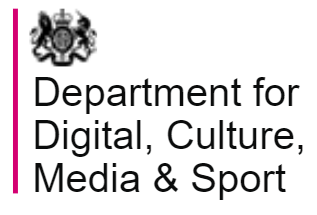 Department for
Digital, Culture,
Media & Sport